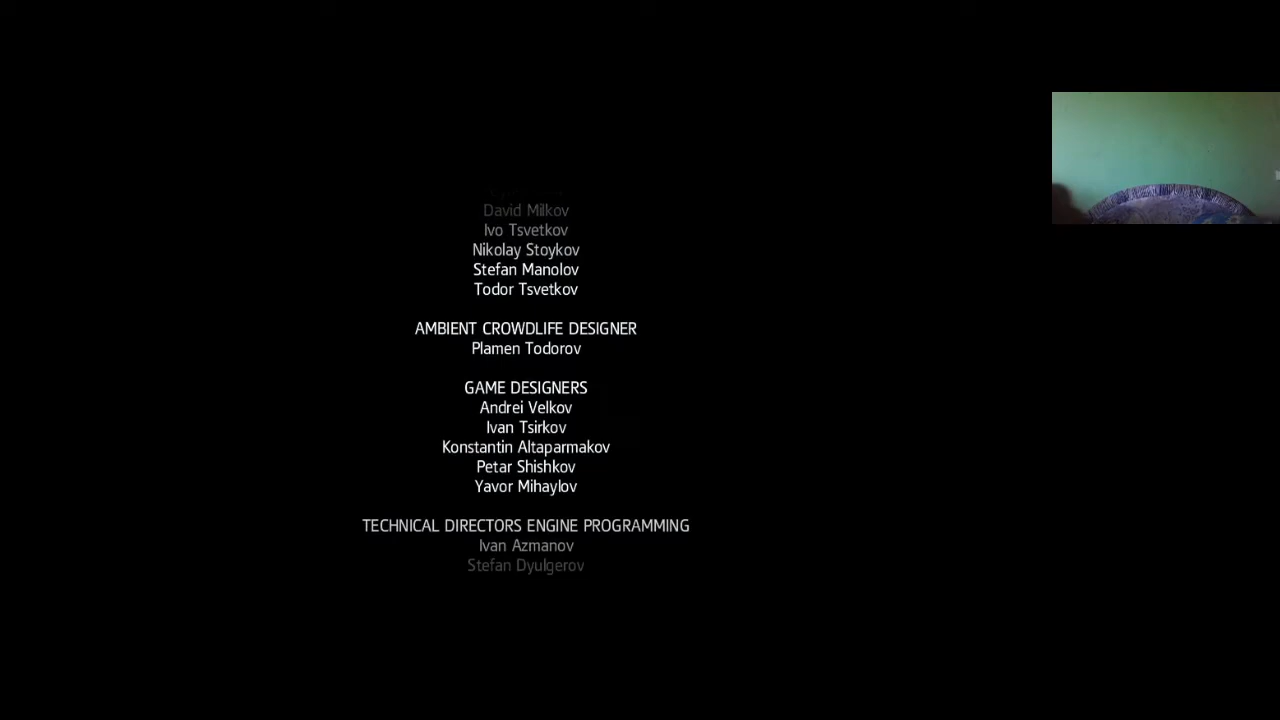 David Milkov
Ivo Tsvetkov
Nikolay Stoykov
Stefan Manolov
Todor Tsvetkov
AMBIENT CROWDLIFE DESIGNER
Plamen Todorov
GAME DESIGNERS
Andrei Velkov
Ivan Tsirkov
Konstantin Altaparmakov
Petar Shishkov
Yavor Mihaylov
TECHNICAL DIRECTORS ENGINE PROGRAMMING
Ivan Azmanov
Stefan Dyulgerov